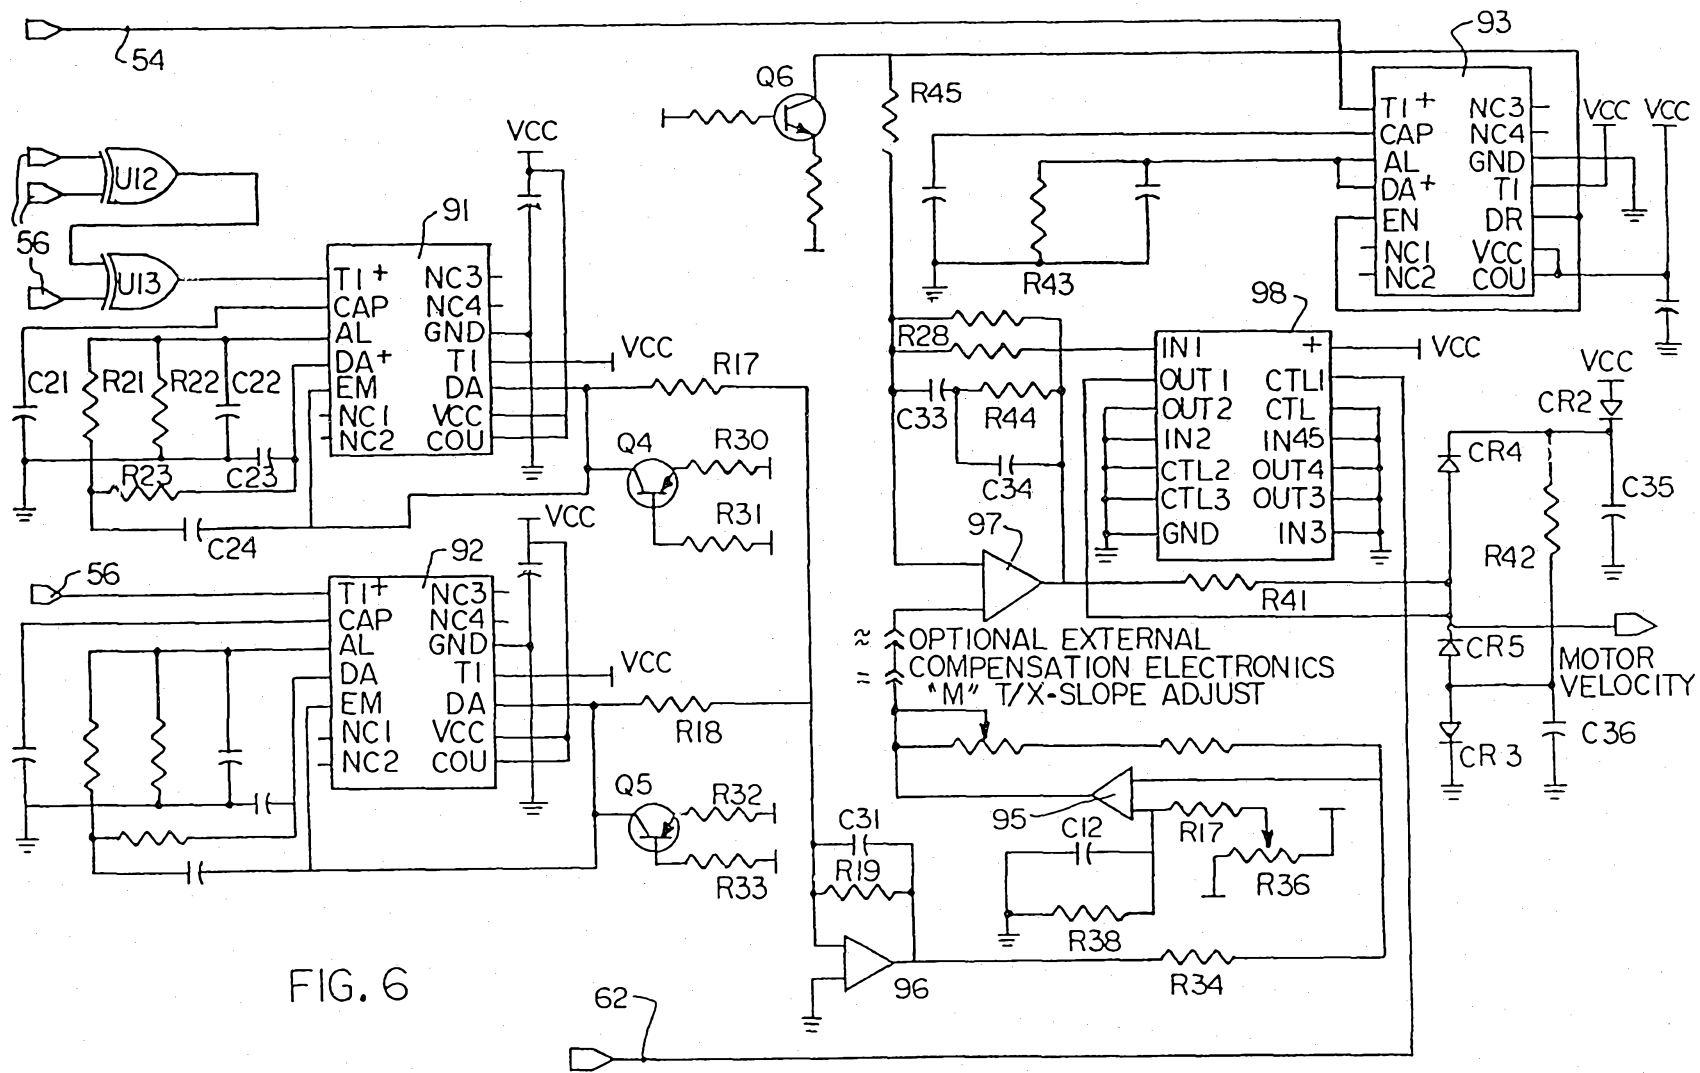 54
93
Q6
R45
VCC VCC
TI+ NC3
CAP NC4
AL GND
DA+ TI
EN DR
NC1 VCC
NC2 COU
R43
VCC
U12
56
U13
91
TI+ NC3
CAP NC4
AL GND
DA+ TI
EM DA
NC1 VCC
NC2 COU
VCC
C21 R21 R22 C22
R23 C23
C24
R17
Q4 R30
R31
R28
98
IN1 +
OUT1 CTL1
OUT2 CTL
IN2 IN45
CTL2 OUT4
CTL3 OUT3
GND IN3
VCC
C33 R44
C34
97
VCC
CR2
CR4
C35
R42
R41
CR5
MOTOR
VELOCITY
CR3
C36
≈ OPTIONAL EXTERNAL
= COMPENSATION ELECTRONICS
"M" T/X-SLOPE ADJUST
VCC
56
92
TI+ NC3
CAP NC4
AL GND
DA TI
EM DA
NC1 VCC
NC2 COU
VCC
R18
Q5 R32
R33
C31
R19
95
C12
R17
R36
R38
96
R34
62
FIG. 6